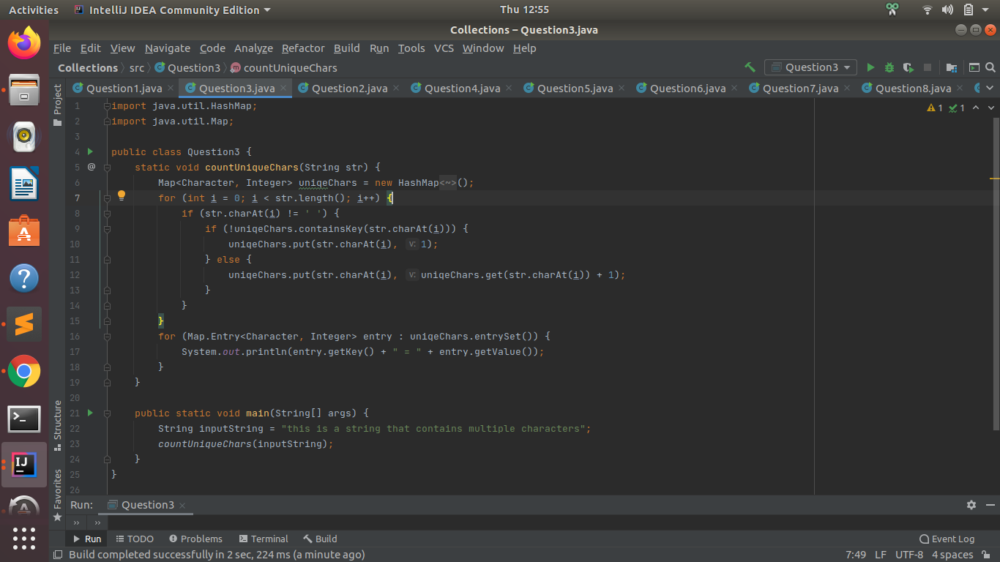 Activities IntelliJ IDEA Community Edition Thu 12:55
Collections – Question3.java
File Edit View Navigate Code Analyze Refactor Build Run Tools VCS Window Help
Collections src Question3 countUniqueChars Question3
Question1.java Question3.java Question2.java Question4.java Question5.java Question6.java Question7.java Question8.java
Project
Structure
Favorites
1 import java.util.HashMap;
2 import java.util.Map;
3
4 public class Question3 {
5 static void countUniqueChars(String str) {
6 Map<Character, Integer> uniqeChars = new HashMap<~>();
7 for (int i = 0; i < str.length(); i++) {
8 if (str.charAt(i) != ' ') {
9 if (!uniqeChars.containsKey(str.charAt(i))) {
10 uniqeChars.put(str.charAt(i), v: 1);
11 } else {
12 uniqeChars.put(str.charAt(i), v: uniqeChars.get(str.charAt(i)) + 1);
13 }
14 }
15 }
16 for (Map.Entry<Character, Integer> entry : uniqeChars.entrySet()) {
17 System.out.println(entry.getKey() + " = " + entry.getValue());
18 }
19 }
20
21 public static void main(String[] args) {
22 String inputString = "this is a string that contains multiple characters";
23 countUniqueChars(inputString);
24 }
25 }
26
1 1
Run: Question3
Run TODO Problems Terminal Build Event Log
Build completed successfully in 2 sec, 224 ms (a minute ago) 7:49 LF UTF-8 4 spaces